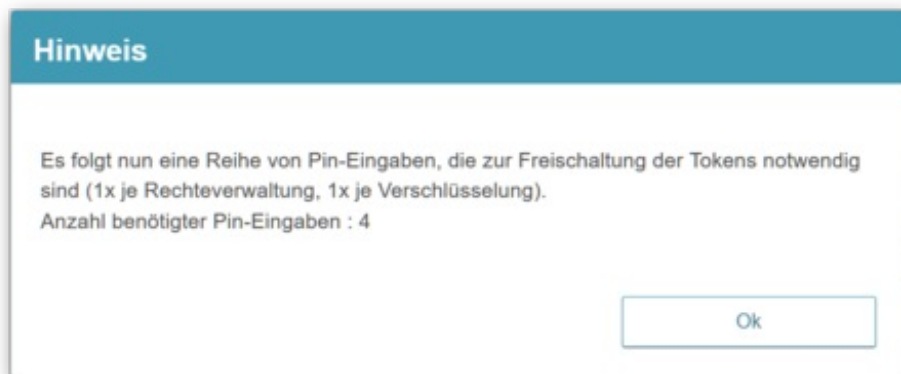 Hinweis
Es folgt nun eine Reihe von Pin-Eingaben, die zur Freischaltung der Tokens notwendig
sind (1x je Rechteverwaltung, 1x je Verschlüsselung).
Anzahl benötigter Pin-Eingaben : 4
Ok